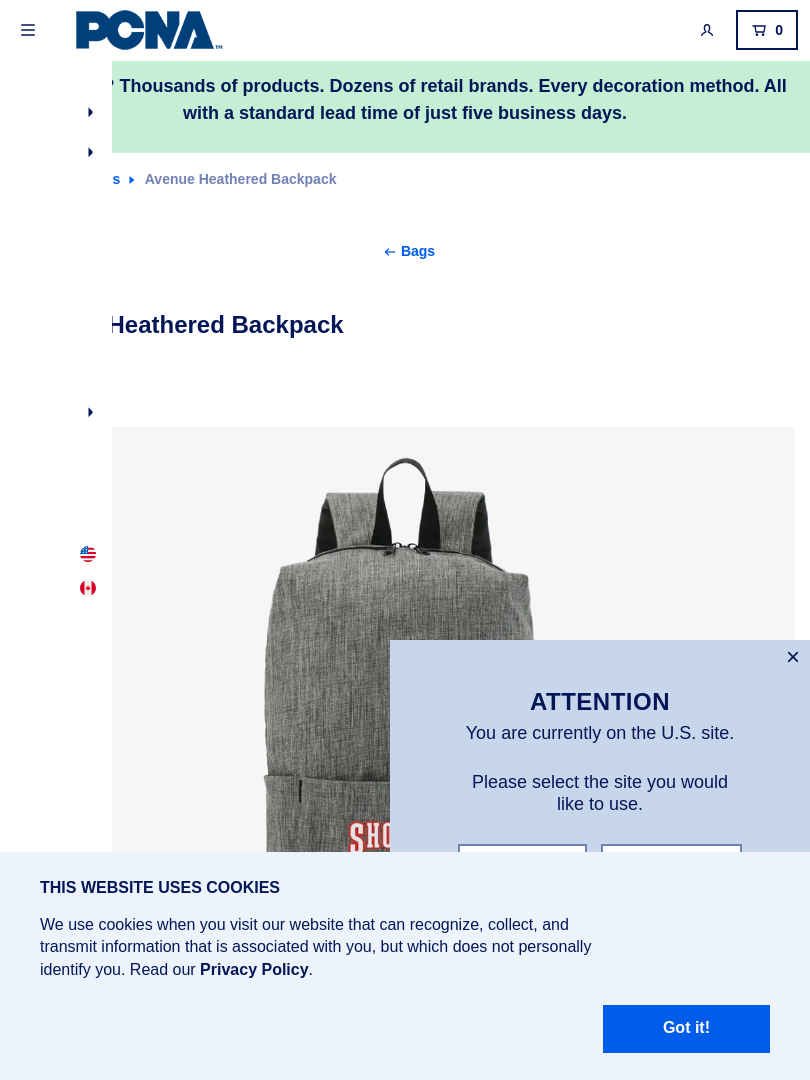 PCNA™
0
? Thousands of products. Dozens of retail brands. Every decoration method. All
with a standard lead time of just five business days.
s Avenue Heathered Backpack
Bags
Heathered Backpack
ATTENTION
You are currently on the U.S. site.
Please select the site you would
like to use.
THIS WEBSITE USES COOKIES
We use cookies when you visit our website that can recognize, collect, and
transmit information that is associated with you, but which does not personally
identify you. Read our Privacy Policy.
Got it!